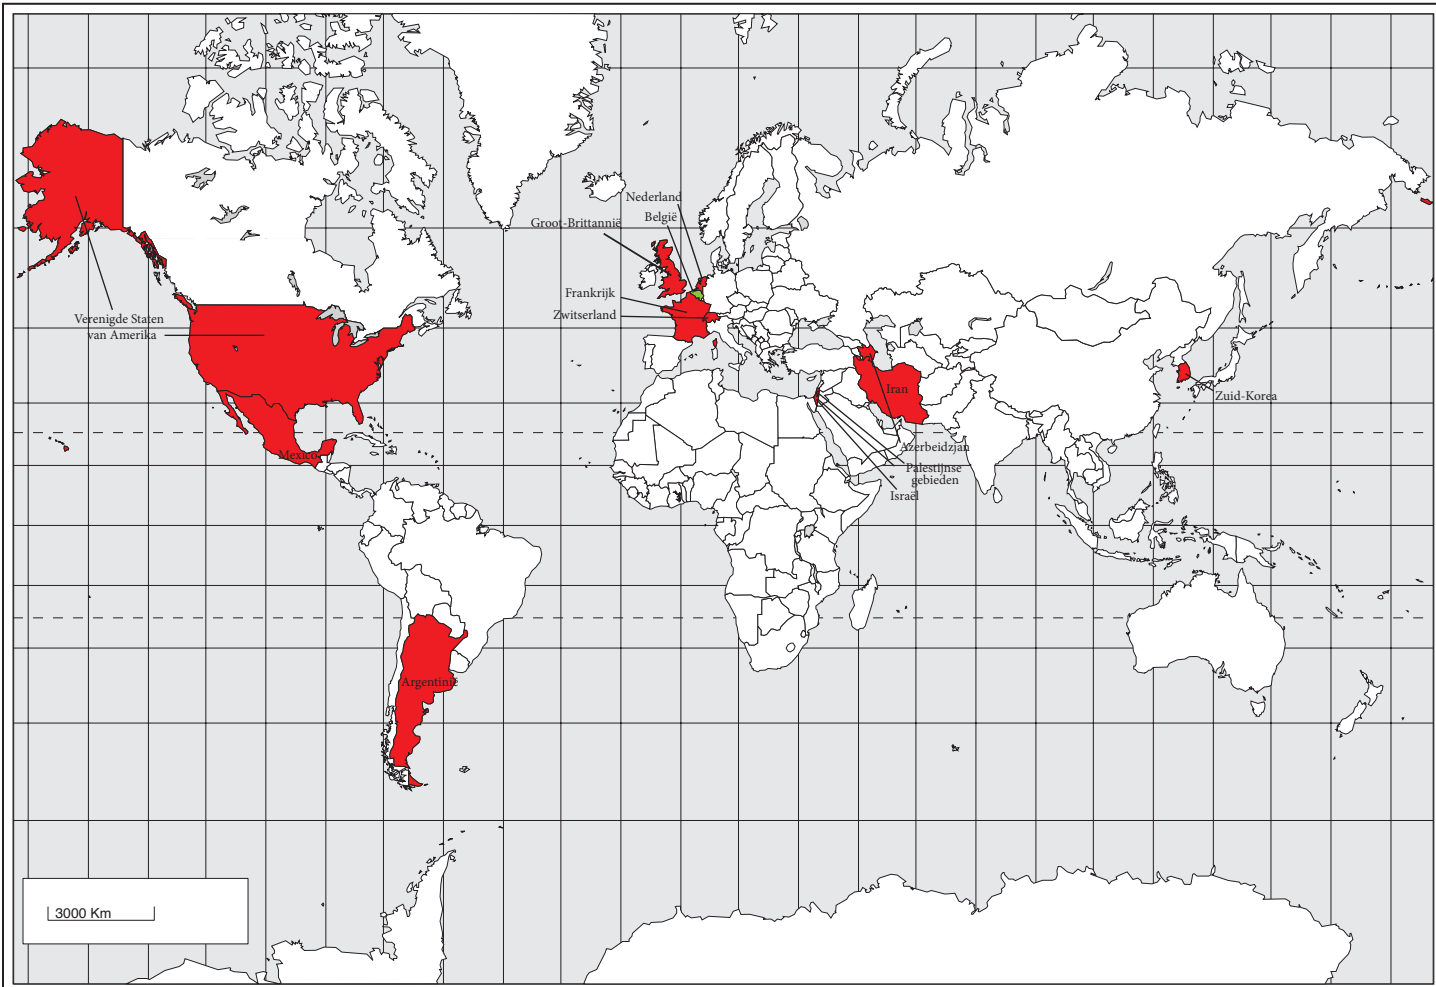 Nederland
België
Groot-Brittannië
Frankrijk
Zwitserland
Verenigde Staten
van Amerika
Iran
Zuid-Korea
Mexico
Azerbeidzjan
Palestijnse
gebieden
Israël
Argentinië
3000 Km